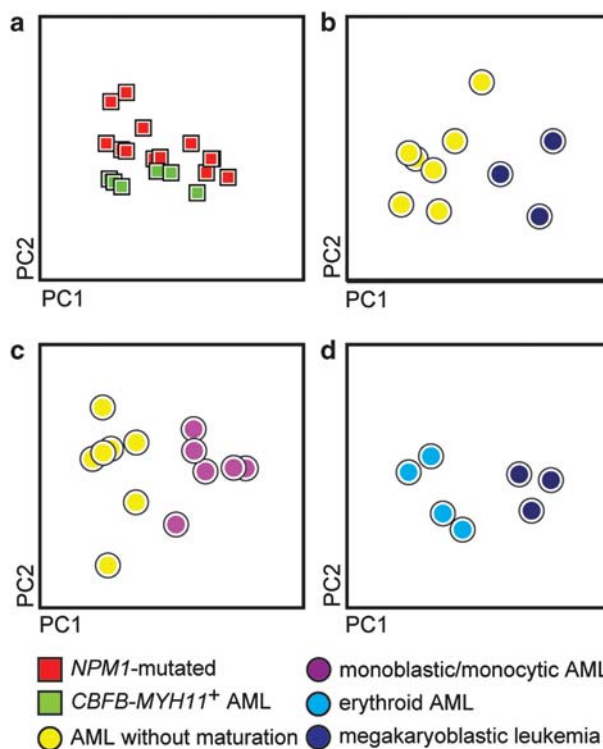 a
b
PC2
PC2
PC1
PC1
c
d
PC2
PC2
PC1
PC1
NPM1-mutated
monoblastic/monocytic AML
CBFB-MYH11+ AML
erythroid AML
AML without maturation
megakaryoblastic leukemia